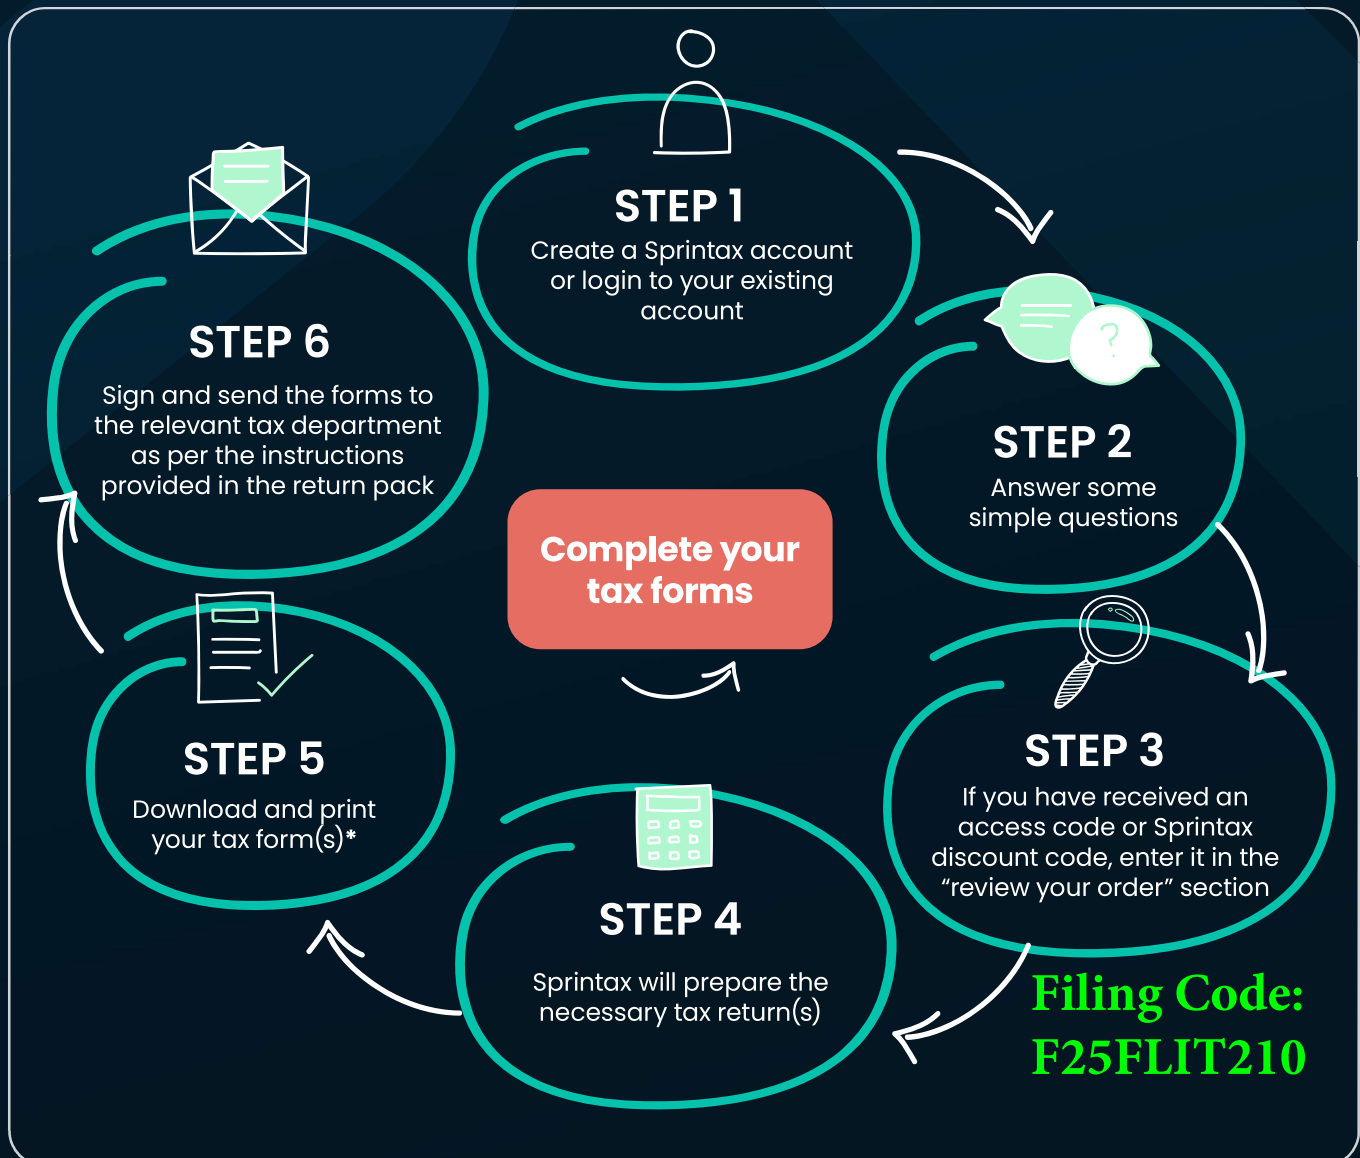 STEP 1
Create a Sprintax account
or login to your existing
account
STEP 2
Answer some
simple questions
STEP 3
If you have received an
access code or Sprintax
discount code, enter it in the
“review your order” section
Filing Code:
F25FLIT210
STEP 4
Sprintax will prepare the
necessary tax return(s)
STEP 5
Download and print
your tax form(s)*
STEP 6
Sign and send the forms to
the relevant tax department
as per the instructions
provided in the return pack
Complete your
tax forms
?